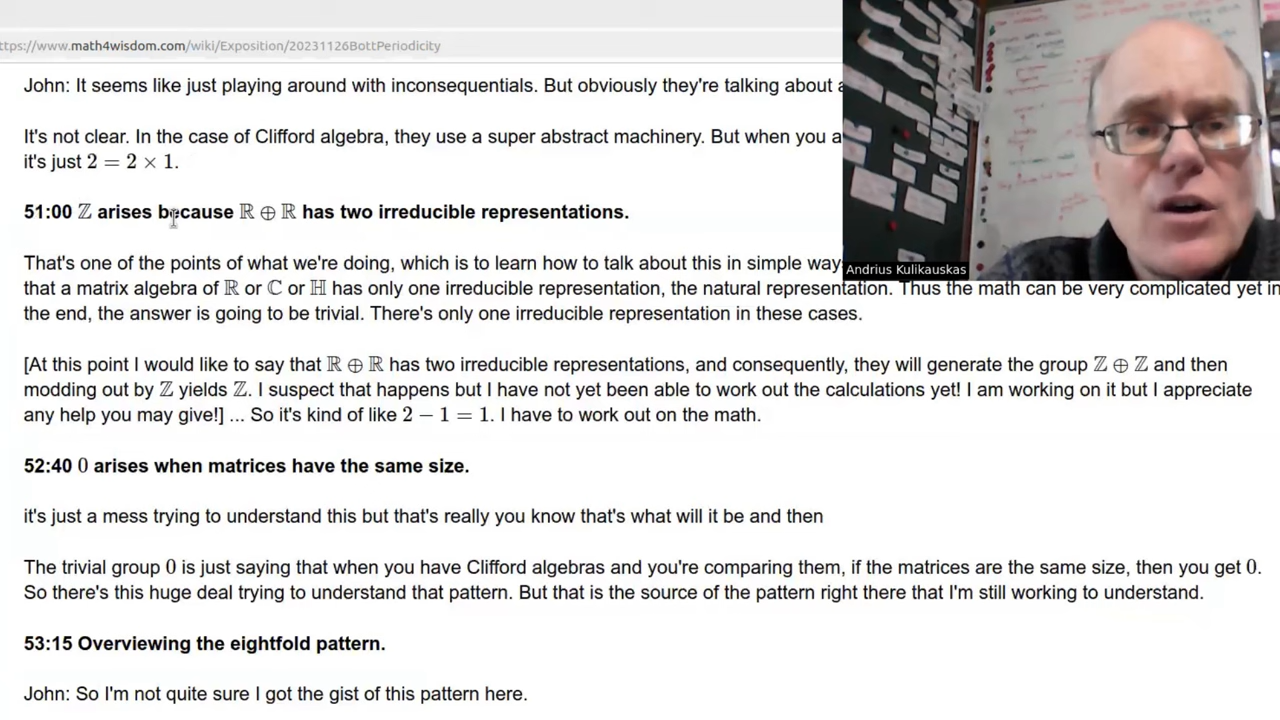 ttps://www.math4wisdom.com/wiki/Exposition/20231126BottPeriodicity
John: It seems like just playing around with inconsequentials. But obviously they're talking about
It's not clear. In the case of Clifford algebra, they use a super abstract machinery. But when you a
it's just 2 = 2 × 1.
51:00 ℤ arises because ℝ ⊕ ℝ has two irreducible representations.
That's one of the points of what we're doing, which is to learn how to talk about this in simple way
that a matrix algebra of ℝ or ℂ or ℍ has only one irreducible representation, the natural representation. Thus the math can be very complicated yet in
the end, the answer is going to be trivial. There's only one irreducible representation in these cases.
[At this point I would like to say that ℝ ⊕ ℝ has two irreducible representations, and consequently, they will generate the group ℤ ⊕ ℤ and then
modding out by ℤ yields ℤ. I suspect that happens but I have not yet been able to work out the calculations yet! I am working on it but I appreciate
any help you may give!] ... So it's kind of like 2 − 1 = 1. I have to work out on the math.
52:40 0 arises when matrices have the same size.
it's just a mess trying to understand this but that's really you know that's what will it be and then
The trivial group 0 is just saying that when you have Clifford algebras and you're comparing them, if the matrices are the same size, then you get 0.
So there's this huge deal trying to understand that pattern. But that is the source of the pattern right there that I'm still working to understand.
53:15 Overviewing the eightfold pattern.
John: So I'm not quite sure I got the gist of this pattern here.
Andrius Kulikauskas